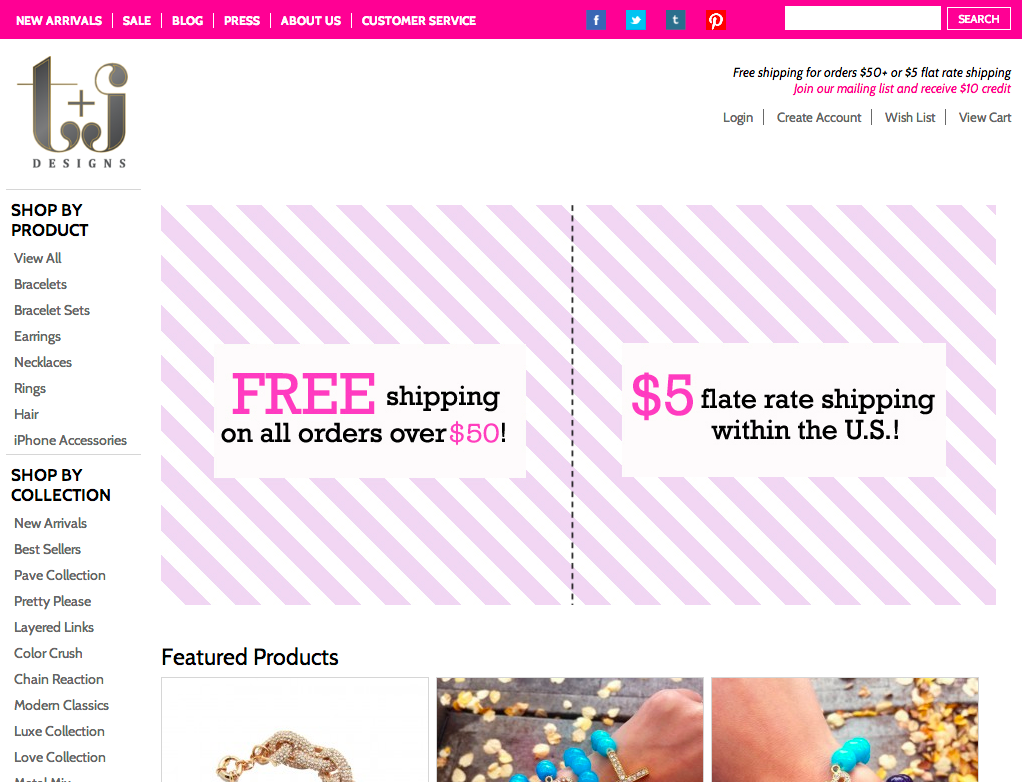 NEW ARRIVALS SALE BLOG PRESS ABOUT US CUSTOMER SERVICE SEARCH
t+j
DESIGNS
Free shipping for orders $50+ or $5 flat rate shipping
Join our mailing list and receive $10 credit
Login Create Account Wish List View Cart
SHOP BY
PRODUCT
View All
Bracelets
Bracelet Sets
Earrings
Necklaces
Rings
Hair
iPhone Accessories
SHOP BY
COLLECTION
New Arrivals
Best Sellers
Pave Collection
Pretty Please
Layered Links
Color Crush
Chain Reaction
Modern Classics
Luxe Collection
Love Collection
Metal Mix
FREE shipping
on all orders over $50!
$5 flate rate shipping
within the U.S.!
Featured Products